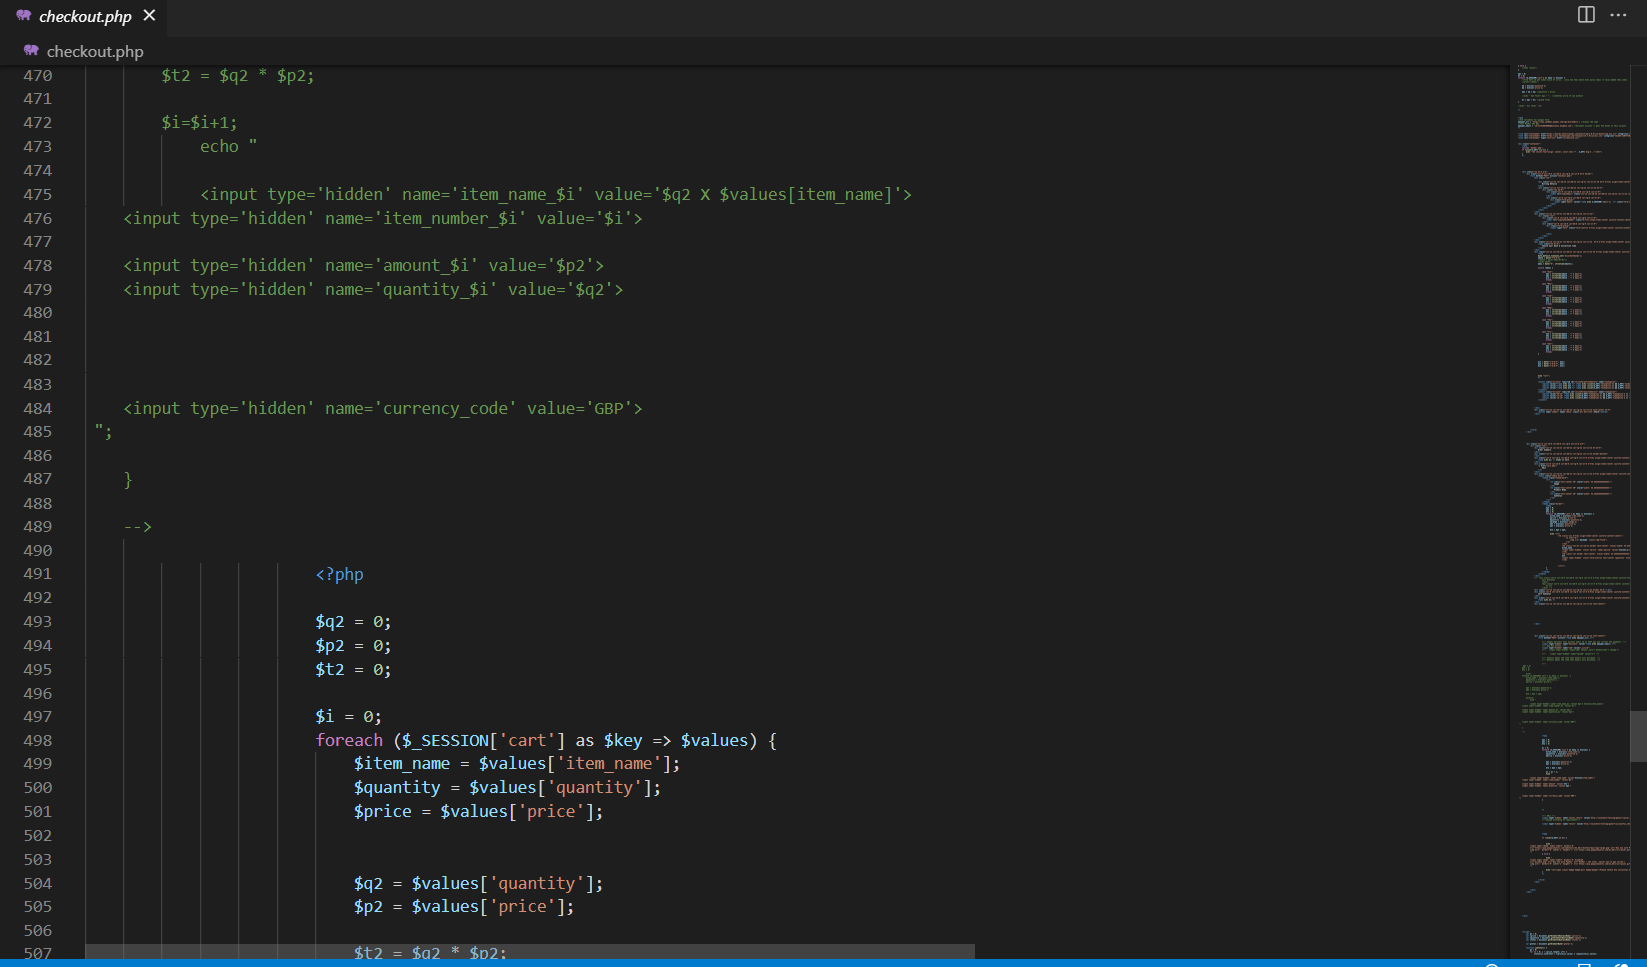 checkout.php
checkout.php
470 $t2 = $q2 * $p2;
471
472 $i=$i+1;
473 echo "
474
475 <input type='hidden' name='item_name_$i' value='$q2 X $values[item_name]'>
476 <input type='hidden' name='item_number_$i' value='$i'>
477
478 <input type='hidden' name='amount_$i' value='$p2'>
479 <input type='hidden' name='quantity_$i' value='$q2'>
480
481
482
483
484 <input type='hidden' name='currency_code' value='GBP'>
485 ";
486
487 }
488
489 -->
490
491 <?php
492
493 $q2 = 0;
494 $p2 = 0;
495 $t2 = 0;
496
497 $i = 0;
498 foreach ($_SESSION['cart'] as $key => $values) {
499 $item_name = $values['item_name'];
500 $quantity = $values['quantity'];
501 $price = $values['price'];
502
503
504 $q2 = $values['quantity'];
505 $p2 = $values['price'];
506
507 $t2 = $q2 * $p2;